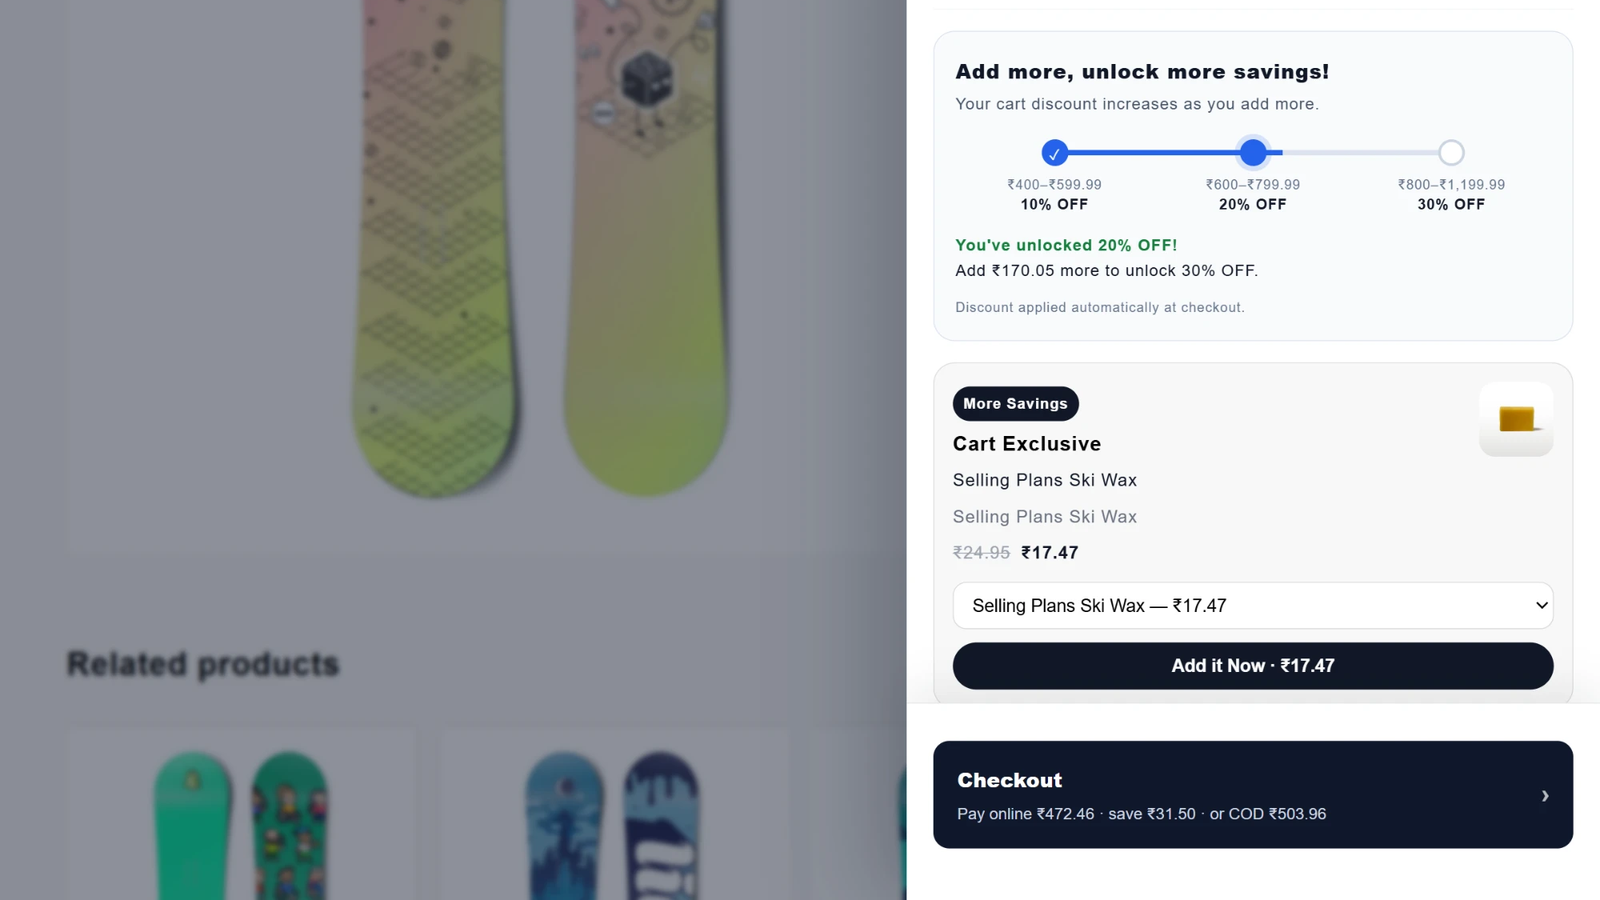 Add more, unlock more savings!
Your cart discount increases as you add more.
₹400–₹599.99
10% OFF
₹600–₹799.99
20% OFF
₹800–₹1,199.99
30% OFF
You've unlocked 20% OFF!
Add ₹170.05 more to unlock 30% OFF.
Discount applied automatically at checkout.
More Savings
Cart Exclusive
Selling Plans Ski Wax
Selling Plans Ski Wax
₹24.95 ₹17.47
Selling Plans Ski Wax — ₹17.47
Add it Now · ₹17.47
Related products
Checkout
Pay online ₹472.46 · save ₹31.50 · or COD ₹503.96